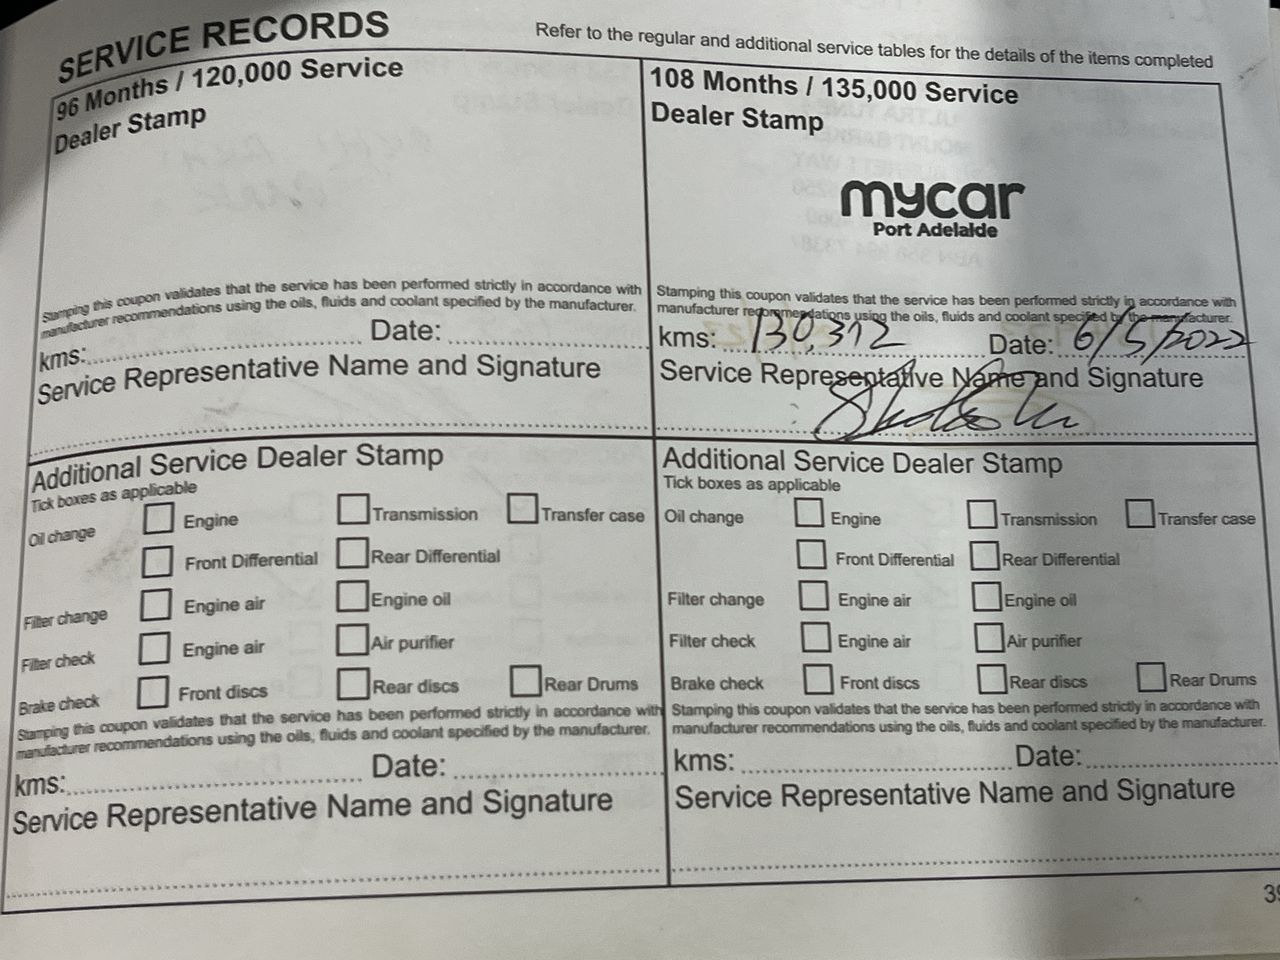 SERVICE RECORDS
Refer to the regular and additional service tables for the details of the items completed
96 Months / 120,000 Service
Dealer Stamp
Stamping this coupon validates that the service has been performed strictly in accordance with
manufacturer recommendations using the oils, fluids and coolant specified by the manufacturer.
kms: Date:
Service Representative Name and Signature
108 Months / 135,000 Service
Dealer Stamp
mycar
Port Adelaide
Stamping this coupon validates that the service has been performed strictly in accordance with
manufacturer recommendations using the oils, fluids and coolant specified by the manufacturer.
kms: 130,312 Date: 6/5/2022
Service Representative Name and Signature
Additional Service Dealer Stamp
Tick boxes as applicable
Oil change Engine Transmission Transfer case
Front Differential Rear Differential
Filter change Engine air Engine oil
Filter check Engine air Air purifier
Brake check Front discs Rear discs Rear Drums
Stamping this coupon validates that the service has been performed strictly in accordance with
manufacturer recommendations using the oils, fluids and coolant specified by the manufacturer.
kms: Date:
Service Representative Name and Signature
Additional Service Dealer Stamp
Tick boxes as applicable
Oil change Engine Transmission Transfer case
Front Differential Rear Differential
Filter change Engine air Engine oil
Filter check Engine air Air purifier
Brake check Front discs Rear discs Rear Drums
Stamping this coupon validates that the service has been performed strictly in accordance with
manufacturer recommendations using the oils, fluids and coolant specified by the manufacturer.
kms: Date:
Service Representative Name and Signature
39